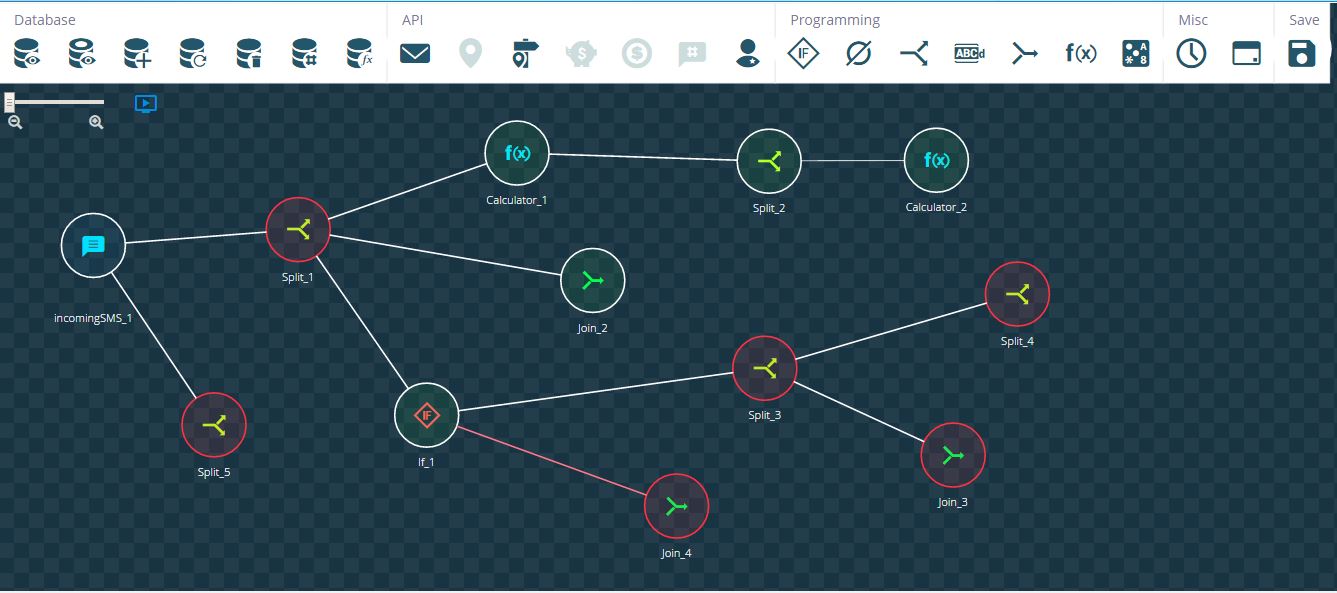 Database API Programming Misc Save
IF ABCd f(x) A * 8
f(x)
Calculator_1
Split_2
f(x)
Calculator_2
Split_1
incomingSMS_1
Join_2
Split_4
Split_3
IF
If_1
Split_5
Join_3
Join_4